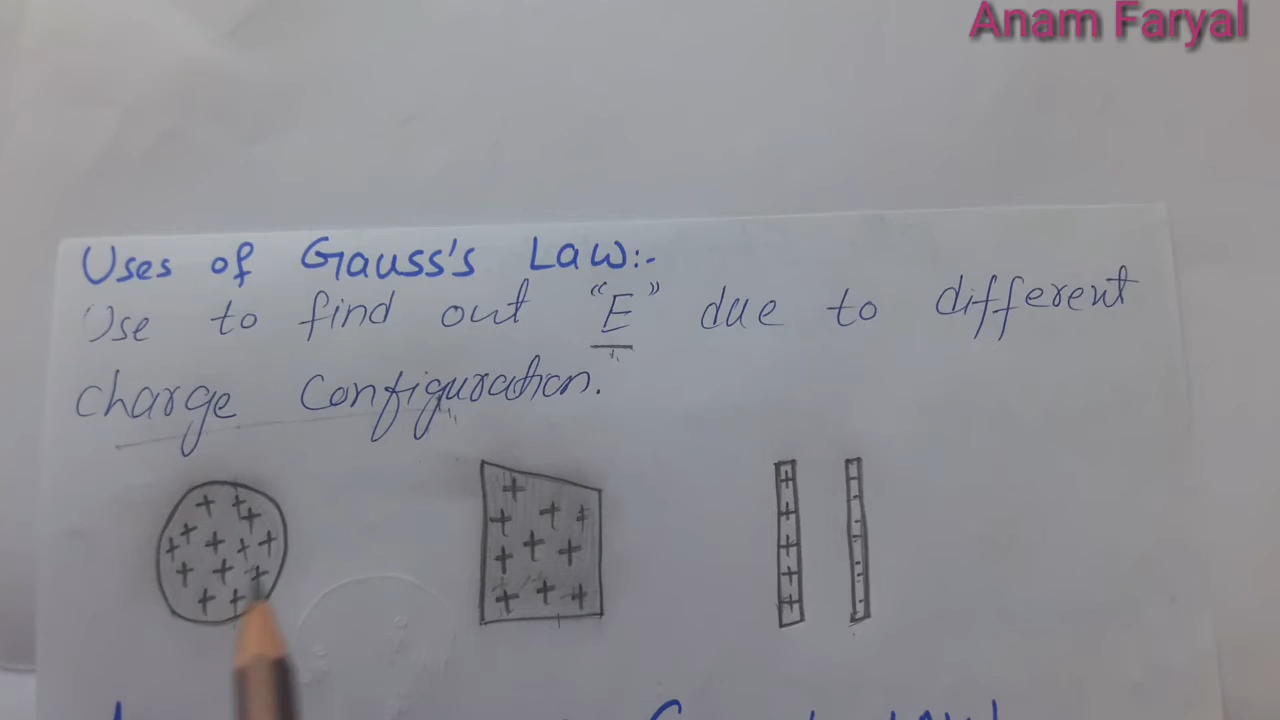 Anam Faryal
Uses of Gauss's Law:-
Use to find out "E" due to different
charge Configuration.